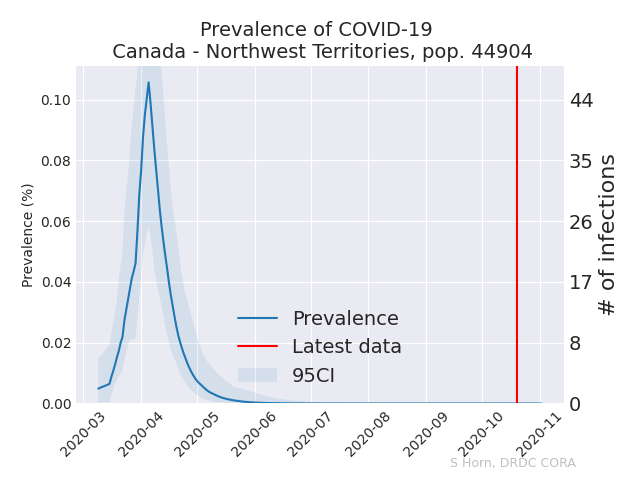 Prevalence of COVID-19
Canada - Northwest Territories, pop. 44904
Prevalence (%)
0.10
0.08
0.06
0.04
0.02
0.00
44
35
26
17
8
0
# of infections
Prevalence
Latest data
95CI
2020-03
2020-04
2020-05
2020-06
2020-07
2020-08
2020-09
2020-10
2020-11
S Horn, DRDC CORA